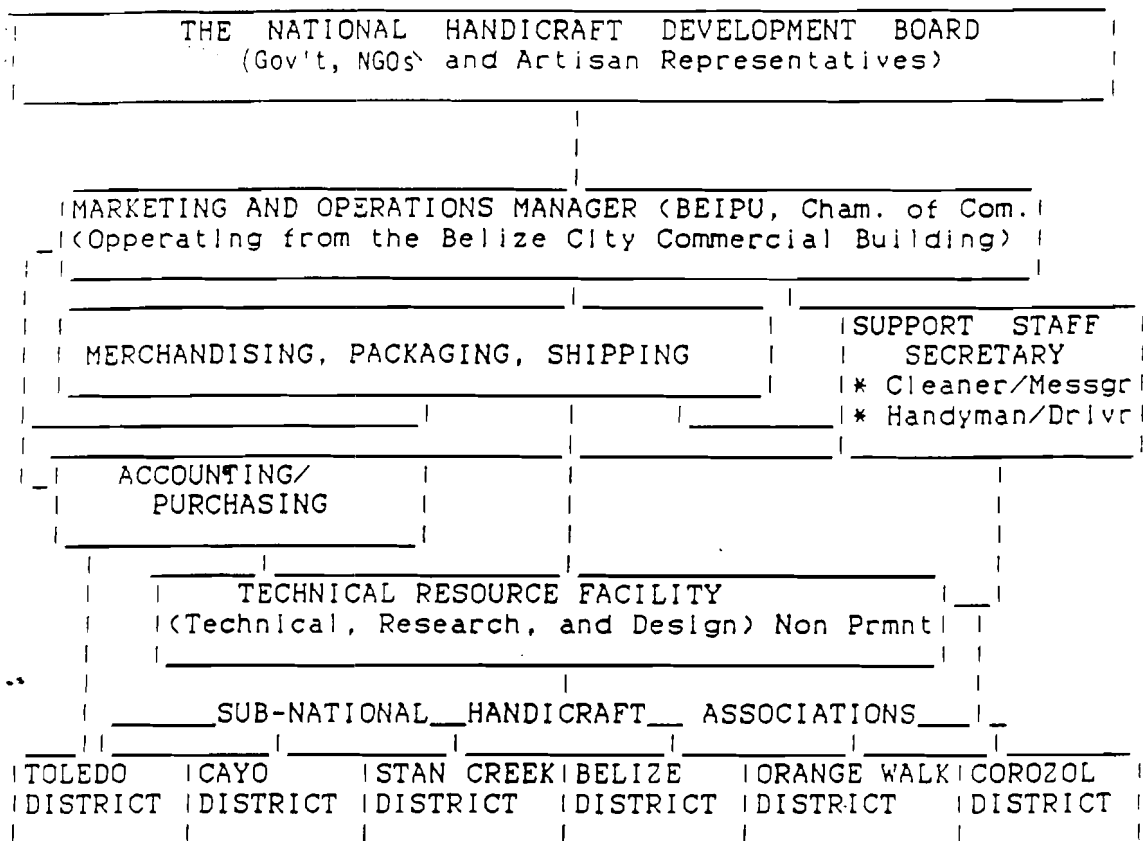 THE NATIONAL HANDICRAFT DEVELOPMENT BOARD
(Gov't, NGOs and Artisan Representatives)
MARKETING AND OPERATIONS MANAGER (BEIPU, Cham. of Com.
(Opperating from the Belize City Commercial Building)
MERCHANDISING, PACKAGING, SHIPPING
SUPPORT STAFF
SECRETARY
* Cleaner/Messgr
* Handyman/Drivr
ACCOUNTING/
PURCHASING
TECHNICAL RESOURCE FACILITY
(Technical, Research, and Design) Non Prmnt
SUB-NATIONAL HANDICRAFT ASSOCIATIONS
TOLEDO
DISTRICT
CAYO
DISTRICT
STAN CREEK
DISTRICT
BELIZE
DISTRICT
ORANGE WALK
DISTRICT
COROZOL
DISTRICT